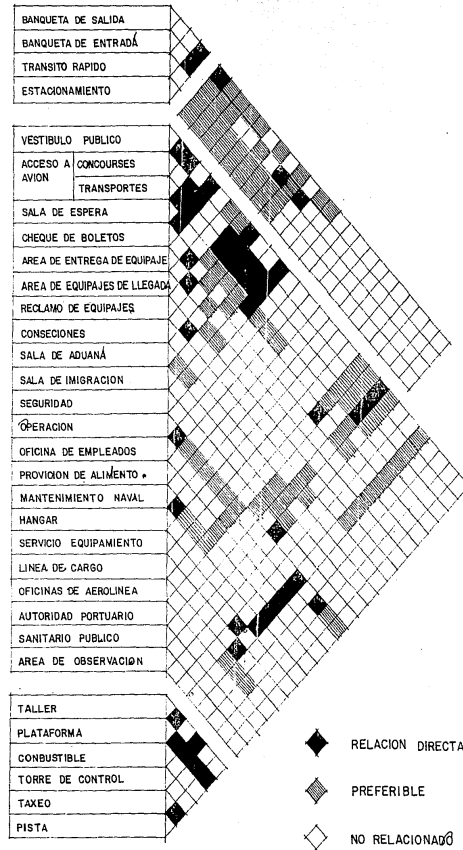 BANQUETA DE SALIDA
BANQUETA DE ENTRADA
TRANSITO RAPIDO
ESTACIONAMIENTO
VESTIBULO PUBLICO
ACCESO A AVION
CONCOURSES
TRANSPORTES
SALA DE ESPERA
CHEQUE DE BOLETOS
AREA DE ENTREGA DE EQUIPAJE
AREA DE EQUIPAJES DE LLEGADA
RECLAMO DE EQUIPAJES
CONSECIONES
SALA DE ADUANA
SALA DE IMIGRACION
SEGURIDAD
OPERACION
OFICINA DE EMPLEADOS
PROVICION DE ALIMENTO.
MANTENIMIENTO NAVAL
HANGAR
SERVICIO EQUIPAMIENTO
LINEA DE CARGO
OFICINAS DE AEROLINEA
AUTORIDAD PORTUARIO
SANITARIO PUBLICO
AREA DE OBSERVACION
TALLER
PLATAFORMA
CONBUSTIBLE
TORRE DE CONTROL
TAXEO
PISTA
RELACION DIRECTA
PREFERIBLE
NO RELACIONADO